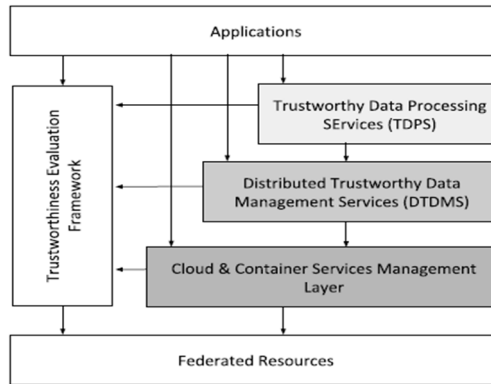 Applications
Trustworthiness Evaluation
Framework
Trustworthy Data Processing
SErvices (TDPS)
Distributed Trustworthy Data
Management Services (DTDMS)
Cloud & Container Services Management
Layer
Federated Resources